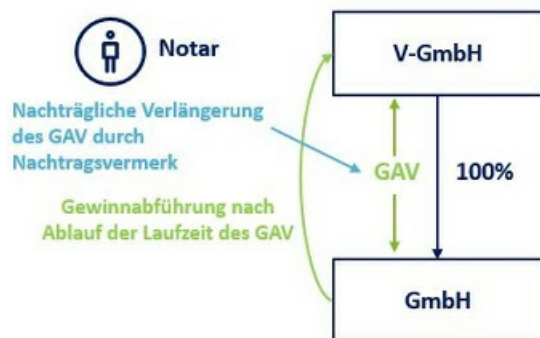 Notar
V-GmbH
Nachträgliche Verlängerung
des GAV durch
Nachtragsvermerk
GAV
100%
Gewinnabführung nach
Ablauf der Laufzeit des GAV
GmbH